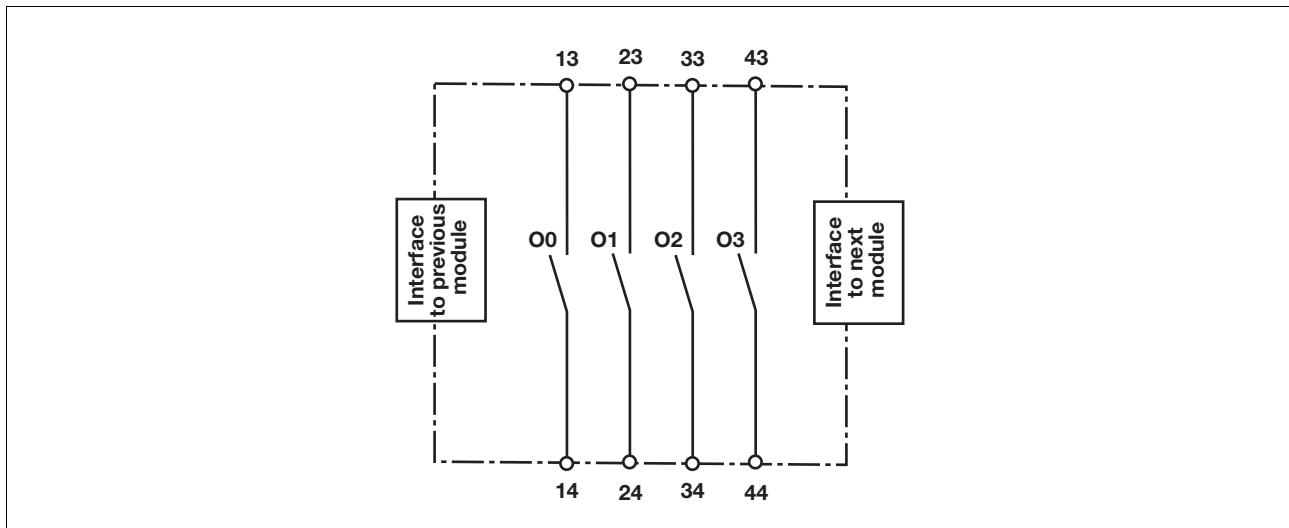 13 23 33 43
Interface
to previous
module
O0 O1 O2 O3
Interface
to next
module
14 24 34 44